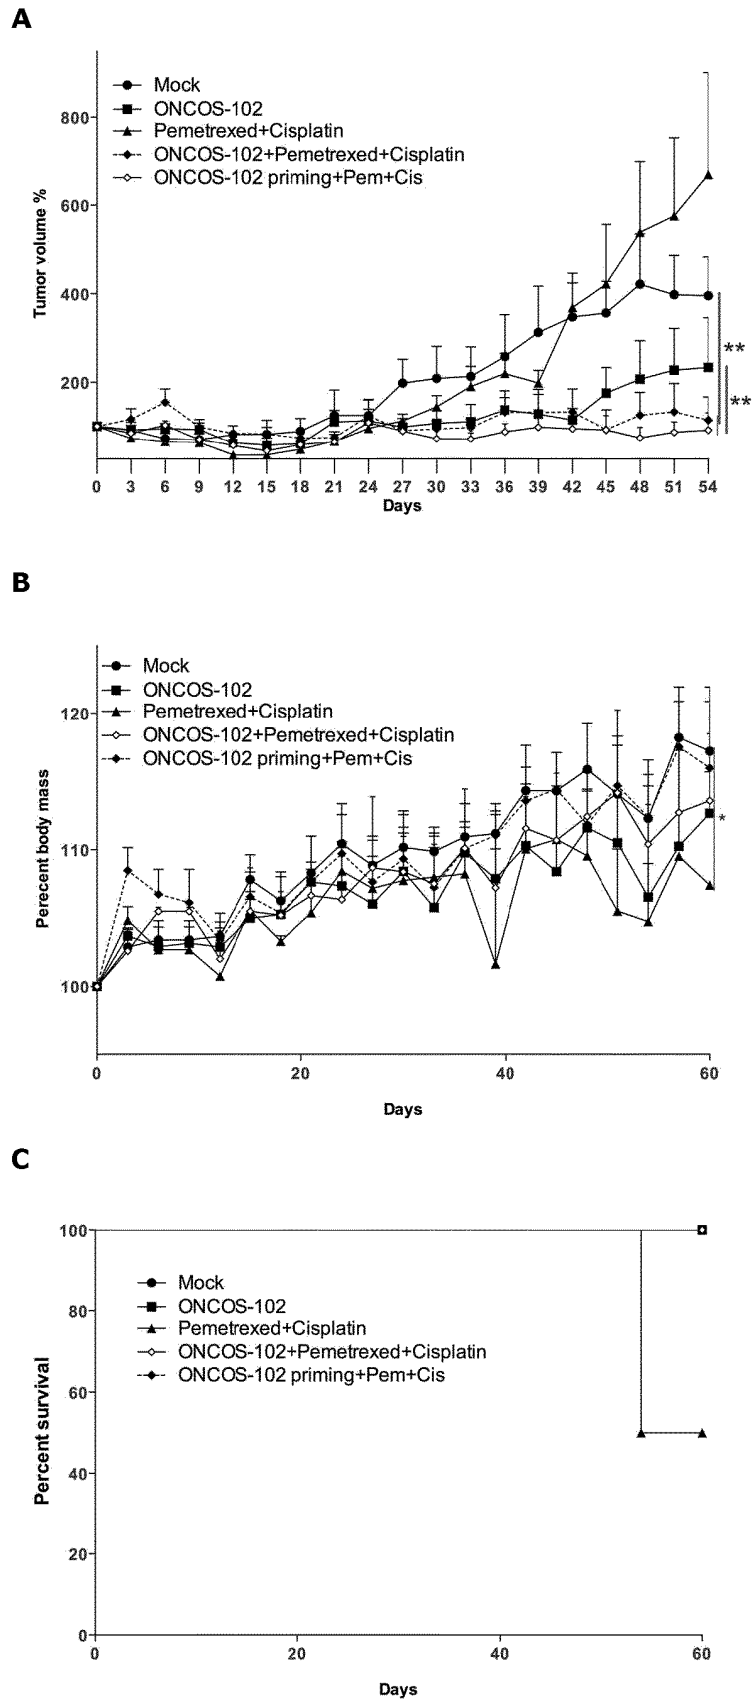 A
Mock
ONCOS-102
Pemetrexed+Cisplatin
ONCOS-102+Pemetrexed+Cisplatin
ONCOS-102 priming+Pem+Cis
800
600
400
200
Tumor volume %
**
**
0 3 6 9 12 15 18 21 24 27 30 33 36 39 42 45 48 51 54
Days
B
Mock
ONCOS-102
Pemetrexed+Cisplatin
ONCOS-102+Pemetrexed+Cisplatin
ONCOS-102 priming+Pem+Cis
120
110
100
Perecent body mass
*
0 20 40 60
Days
C
100
80
60
40
20
0
Percent survival
Mock
ONCOS-102
Pemetrexed+Cisplatin
ONCOS-102+Pemetrexed+Cisplatin
ONCOS-102 priming+Pem+Cis
0 20 40 60
Days